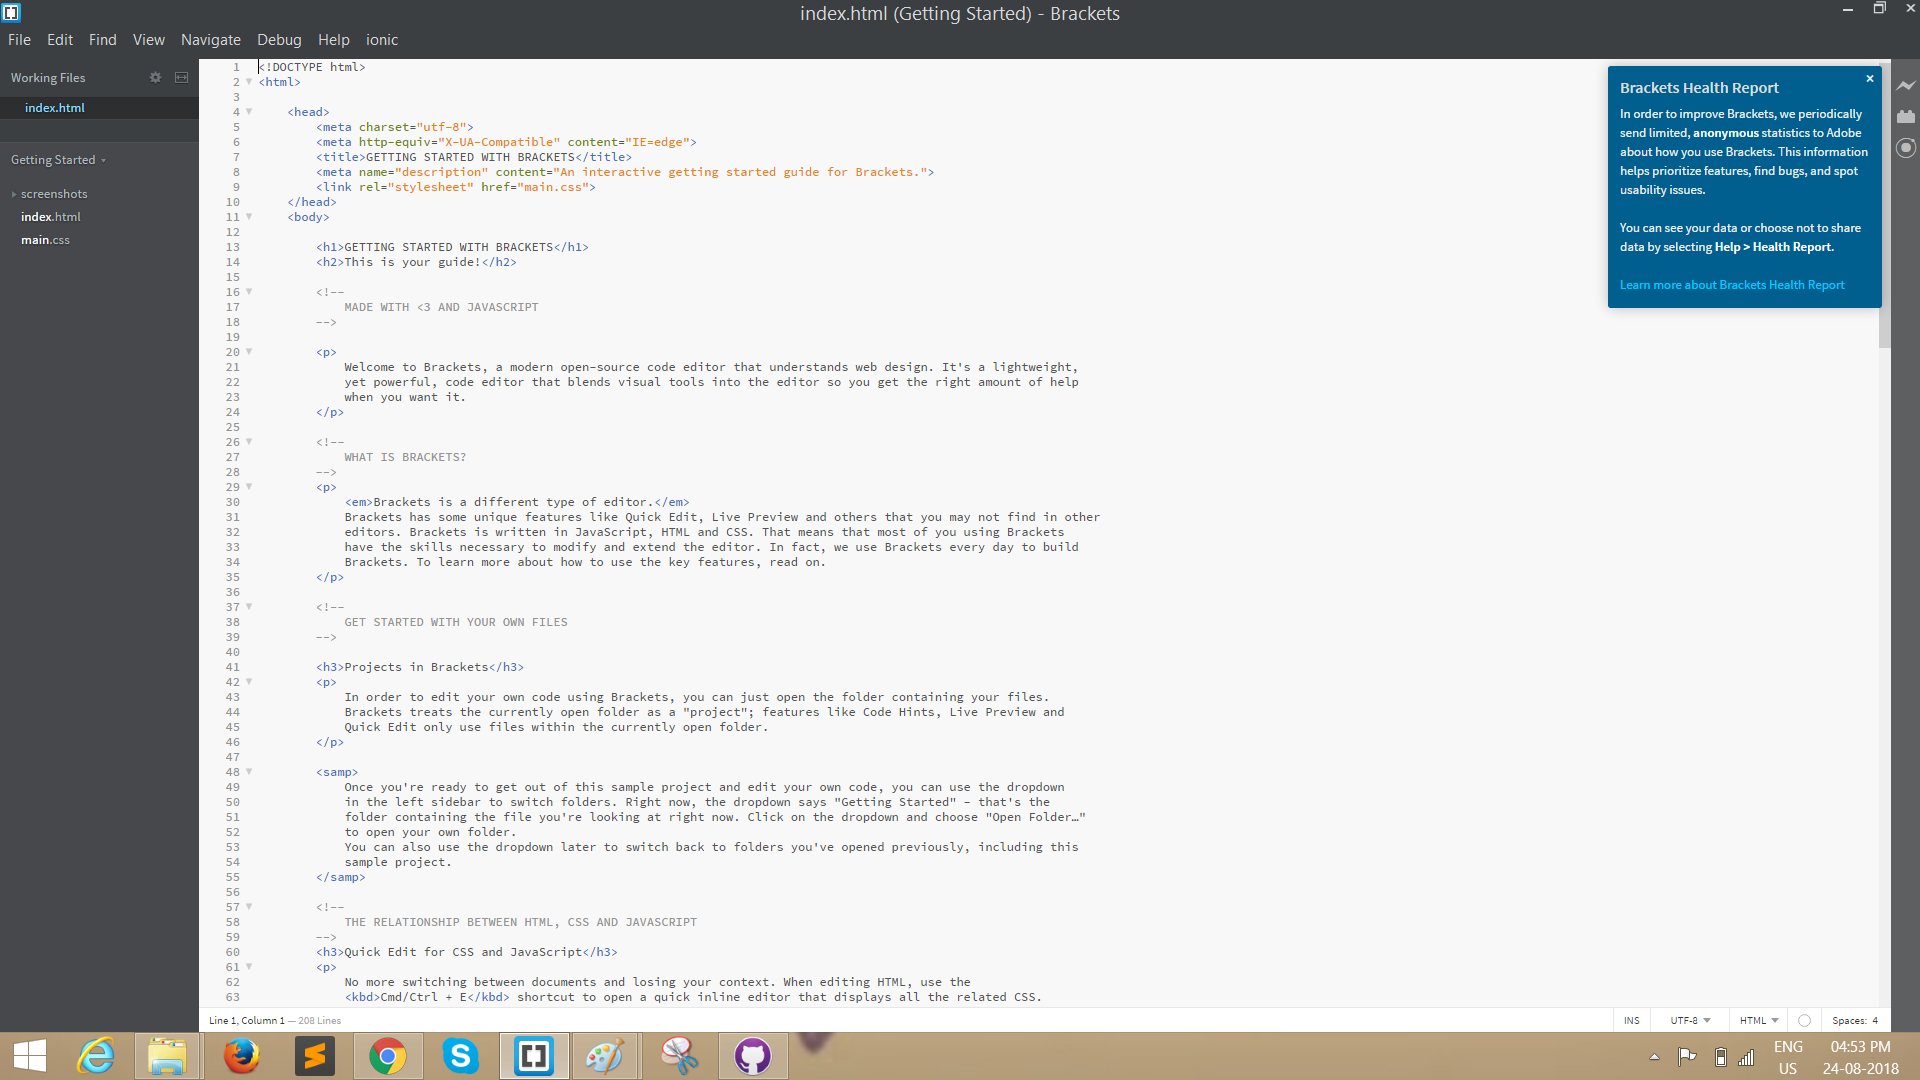 index.html (Getting Started) - Brackets
File Edit Find View Navigate Debug Help ionic
Working Files
index.html
Getting Started
screenshots
index.html
main.css
1 <!DOCTYPE html>
2 <html>
3
4 <head>
5 <meta charset="utf-8">
6 <meta http-equiv="X-UA-Compatible" content="IE=edge">
7 <title>GETTING STARTED WITH BRACKETS</title>
8 <meta name="description" content="An interactive getting started guide for Brackets.">
9 <link rel="stylesheet" href="main.css">
10 </head>
11 <body>
12
13 <h1>GETTING STARTED WITH BRACKETS</h1>
14 <h2>This is your guide!</h2>
15
16 <!--
17 MADE WITH <3 AND JAVASCRIPT
18 -->
19
20 <p>
21 Welcome to Brackets, a modern open-source code editor that understands web design. It's a lightweight,
22 yet powerful, code editor that blends visual tools into the editor so you get the right amount of help
23 when you want it.
24 </p>
25
26 <!--
27 WHAT IS BRACKETS?
28 -->
29 <p>
30 <em>Brackets is a different type of editor.</em>
31 Brackets has some unique features like Quick Edit, Live Preview and others that you may not find in other
32 editors. Brackets is written in JavaScript, HTML and CSS. That means that most of you using Brackets
33 have the skills necessary to modify and extend the editor. In fact, we use Brackets every day to build
34 Brackets. To learn more about how to use the key features, read on.
35 </p>
36
37 <!--
38 GET STARTED WITH YOUR OWN FILES
39 -->
40
41 <h3>Projects in Brackets</h3>
42 <p>
43 In order to edit your own code using Brackets, you can just open the folder containing your files.
44 Brackets treats the currently open folder as a "project"; features like Code Hints, Live Preview and
45 Quick Edit only use files within the currently open folder.
46 </p>
47
48 <samp>
49 Once you're ready to get out of this sample project and edit your own code, you can use the dropdown
50 in the left sidebar to switch folders. Right now, the dropdown says "Getting Started" - that's the
51 folder containing the file you're looking at right now. Click on the dropdown and choose "Open Folder…"
52 to open your own folder.
53 You can also use the dropdown later to switch back to folders you've opened previously, including this
54 sample project.
55 </samp>
56
57 <!--
58 THE RELATIONSHIP BETWEEN HTML, CSS AND JAVASCRIPT
59 -->
60 <h3>Quick Edit for CSS and JavaScript</h3>
61 <p>
62 No more switching between documents and losing your context. When editing HTML, use the
63 <kbd>Cmd/Ctrl + E</kbd> shortcut to open a quick inline editor that displays all the related CSS.
Brackets Health Report
In order to improve Brackets, we periodically
send limited, anonymous statistics to Adobe
about how you use Brackets. This information
helps prioritize features, find bugs, and spot
usability issues.
You can see your data or choose not to share
data by selecting Help > Health Report.
Learn more about Brackets Health Report
Line 1, Column 1 — 208 Lines
INS UTF-8 HTML Spaces: 4
ENG
US
04:53 PM
24-08-2018